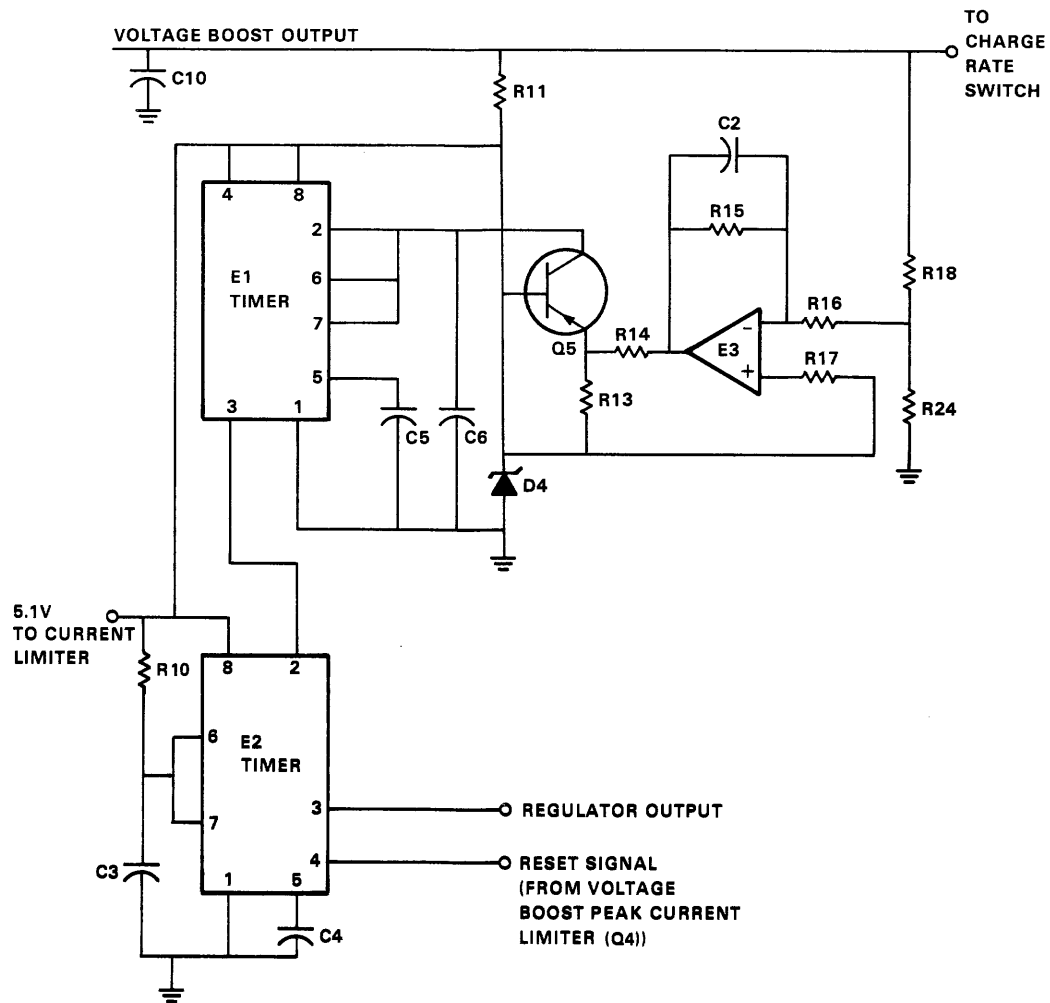 VOLTAGE BOOST OUTPUT
TO
CHARGE
RATE
SWITCH
C10
R11
C2
4 8
R15
2
E1
TIMER
6
7
R18
R16
-
Q5
R14
E3
R17
+
5
R13
R24
3 1
C5
C6
D4
5.1V
TO CURRENT
LIMITER
R10
8 2
6
E2
TIMER
7
3
REGULATOR OUTPUT
4
RESET SIGNAL
(FROM VOLTAGE
BOOST PEAK CURRENT
LIMITER (Q4))
C3
1 5
C4